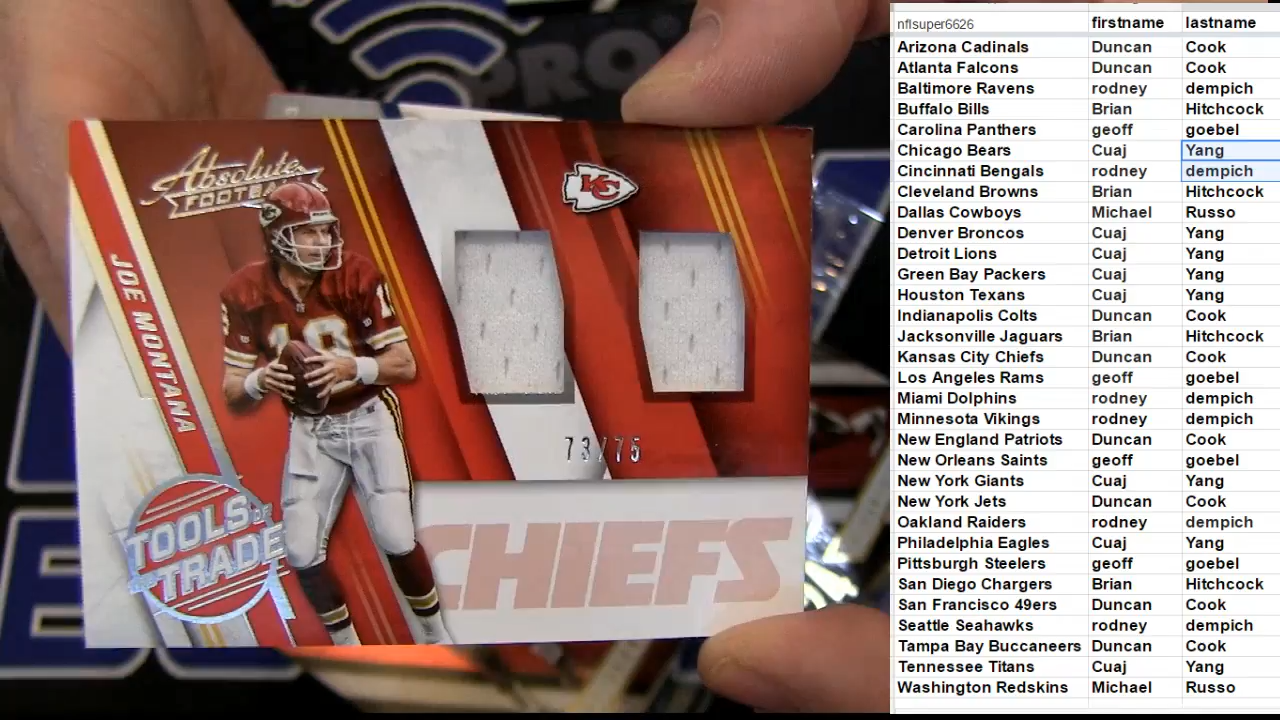 PRO
Absolute
FOOTBALL
KC
JOE MONTANA
73/75
TOOLS OF
THE TRADE
CHIEFS
nflsuper6626 firstname lastname
Arizona Cadinals Duncan Cook
Atlanta Falcons Duncan Cook
Baltimore Ravens rodney dempich
Buffalo Bills Brian Hitchcock
Carolina Panthers geoff goebel
Chicago Bears Cuaj Yang
Cincinnati Bengals rodney dempich
Cleveland Browns Brian Hitchcock
Dallas Cowboys Michael Russo
Denver Broncos Cuaj Yang
Detroit Lions Cuaj Yang
Green Bay Packers Cuaj Yang
Houston Texans Cuaj Yang
Indianapolis Colts Duncan Cook
Jacksonville Jaguars Brian Hitchcock
Kansas City Chiefs Duncan Cook
Los Angeles Rams geoff goebel
Miami Dolphins rodney dempich
Minnesota Vikings rodney dempich
New England Patriots Duncan Cook
New Orleans Saints geoff goebel
New York Giants Cuaj Yang
New York Jets Duncan Cook
Oakland Raiders rodney dempich
Philadelphia Eagles Cuaj Yang
Pittsburgh Steelers geoff goebel
San Diego Chargers Brian Hitchcock
San Francisco 49ers Duncan Cook
Seattle Seahawks rodney dempich
Tampa Bay Buccaneers Duncan Cook
Tennessee Titans Cuaj Yang
Washington Redskins Michael Russo